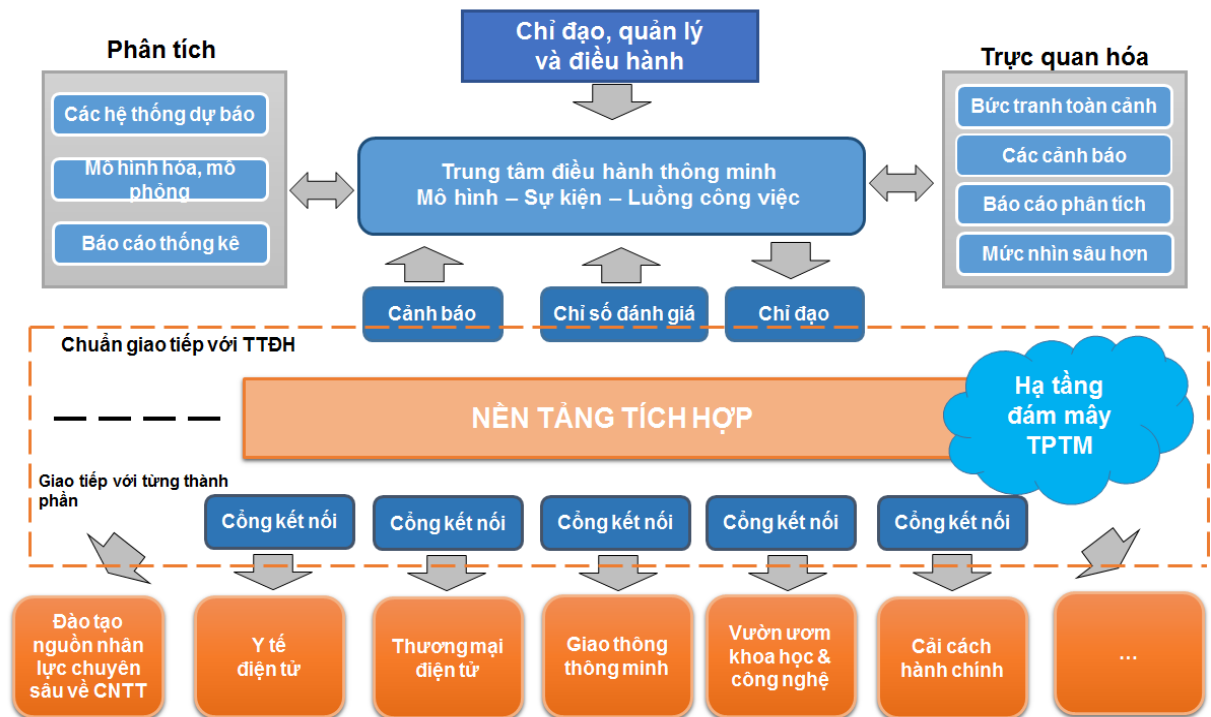 Chỉ đạo, quản lý
và điều hành
Phân tích
Trực quan hóa
Các hệ thống dự báo
Mô hình hóa, mô
phỏng
Báo cáo thống kê
Trung tâm điều hành thông minh
Mô hình – Sự kiện – Luồng công việc
Bức tranh toàn cảnh
Các cảnh báo
Báo cáo phân tích
Mức nhìn sâu hơn
Cảnh báo
Chỉ số đánh giá
Chỉ đạo
Chuẩn giao tiếp với TTĐH
NỀN TẢNG TÍCH HỢP
Hạ tầng
đám mây
TPTM
Giao tiếp với từng thành
phần
Cổng kết nối
Cổng kết nối
Cổng kết nối
Cổng kết nối
Cổng kết nối
Đào tạo
nguồn nhân
lực chuyên
sâu về CNTT
Y tế
điện tử
Thương mại
điện tử
Giao thông
thông minh
Vườn ươm
khoa học &
công nghệ
Cải cách
hành chính
...